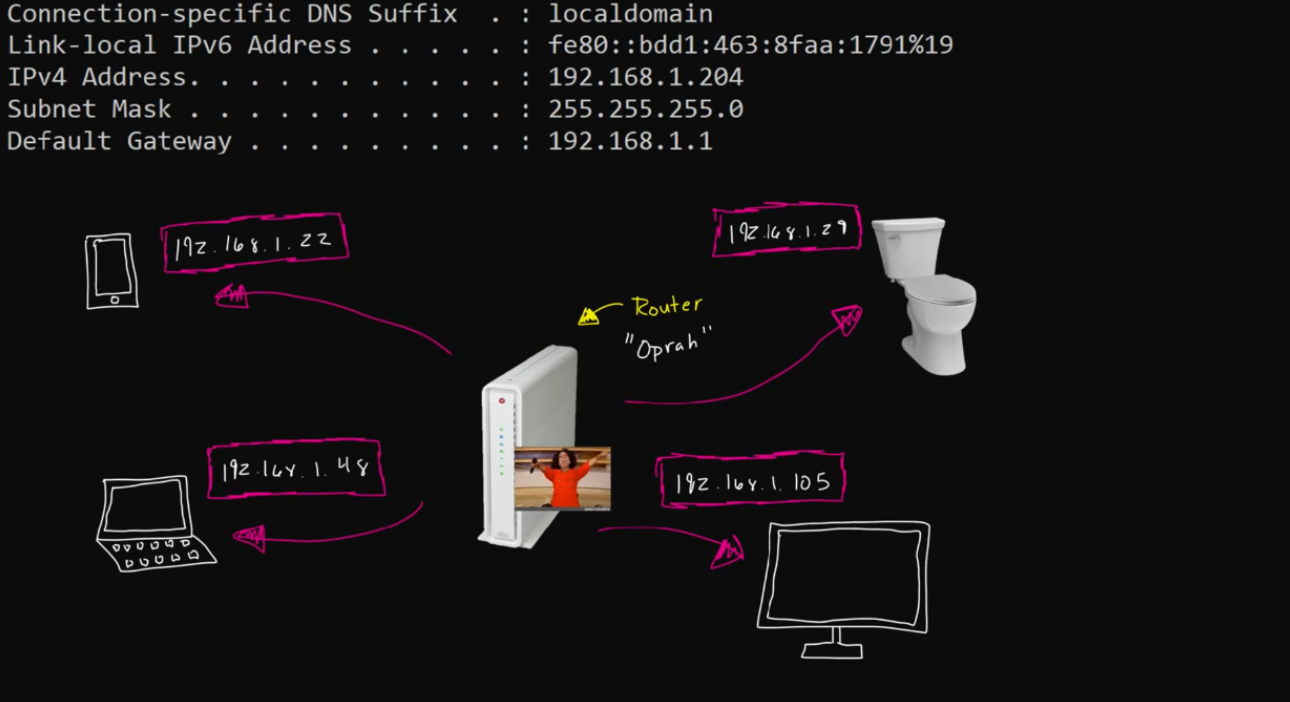 Connection-specific DNS Suffix . : localdomain
Link-local IPv6 Address . . . . . : fe80::bdd1:463:8faa:1791%19
IPv4 Address. . . . . . . . . . . : 192.168.1.204
Subnet Mask . . . . . . . . . . . : 255.255.255.0
Default Gateway . . . . . . . . . : 192.168.1.1
192.168.1.22
192.168.1.29
Router
"Oprah"
192.168.1.48
192.168.1.105